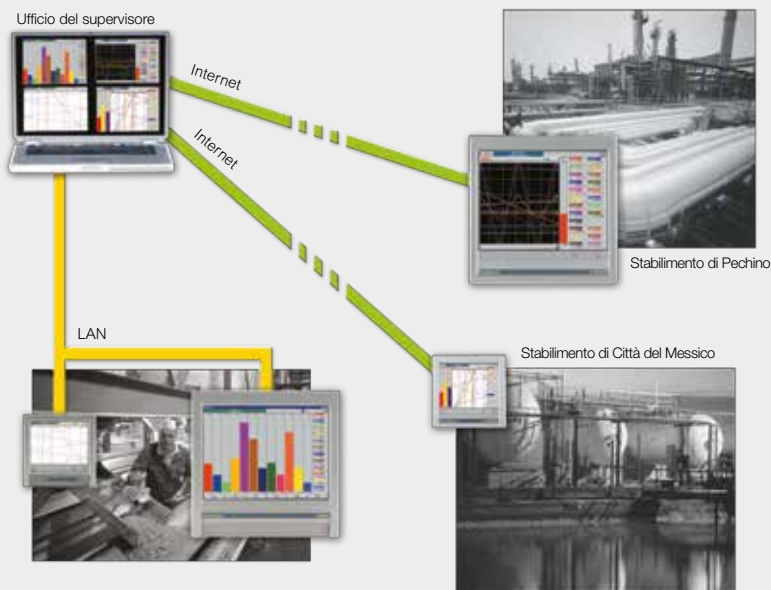 Ufficio del supervisore
Internet
Internet
Stabilimento di Pechino
LAN
Stabilimento di Città del Messico